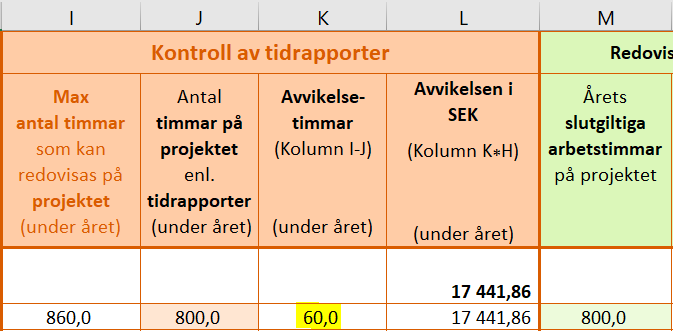 I J K L M
Kontroll av tidrapporter Redovis
Max
antal timmar
som kan
redovisas på
projektet
(under året)
Antal
timmar på
projektet
enl.
tidrapporter
(under året)
Avvikelse-
timmar
(Kolumn I-J)
(under året)
Avvikelsen i
SEK
(Kolumn K*H)
(under året)
Årets
slutgiltiga
arbetstimmar
på projektet
17 441,86
860,0 800,0 60,0 17 441,86 800,0